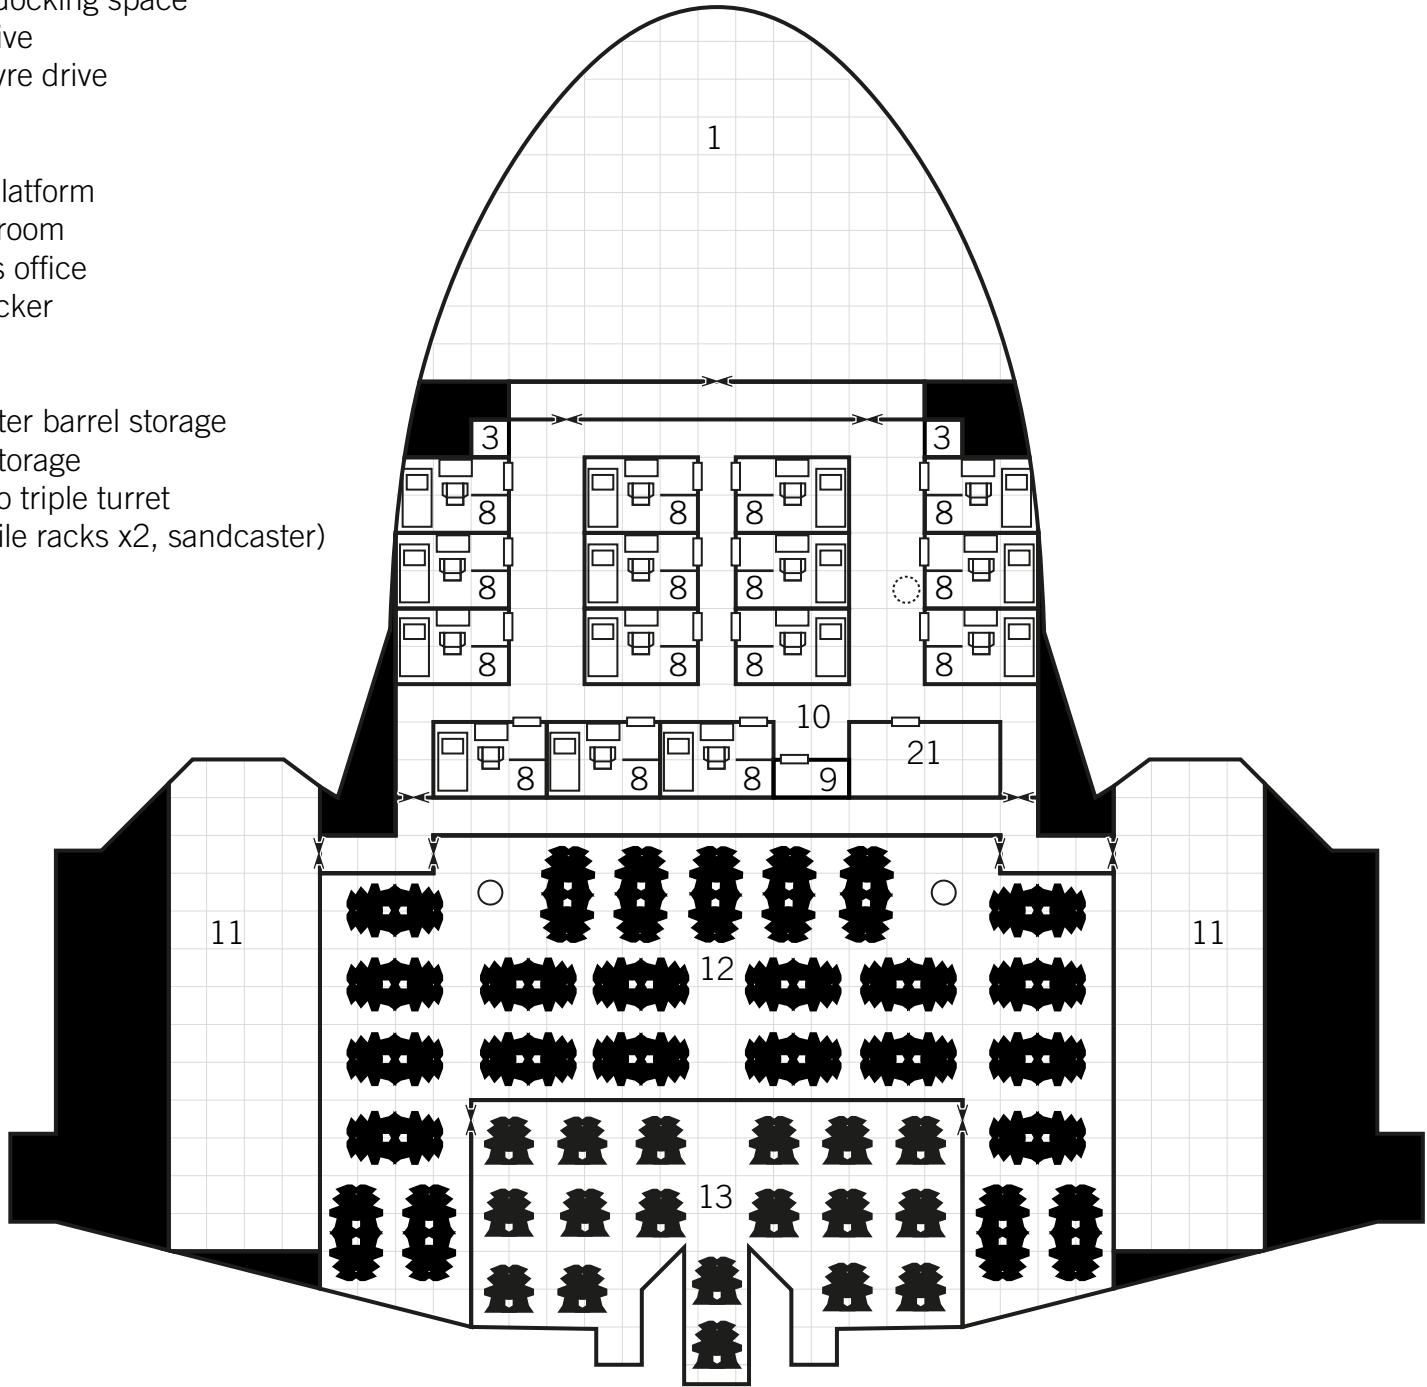 docking space
ive
vre drive
latform
room
s office
cker
ter barrel storage
torage
o triple turret
ile racks x2, sandcaster)
1
3 3
8 8 8 8
8 8 8 8
8 8 8 8
10
21
8 8 8 9
11 11
12
13